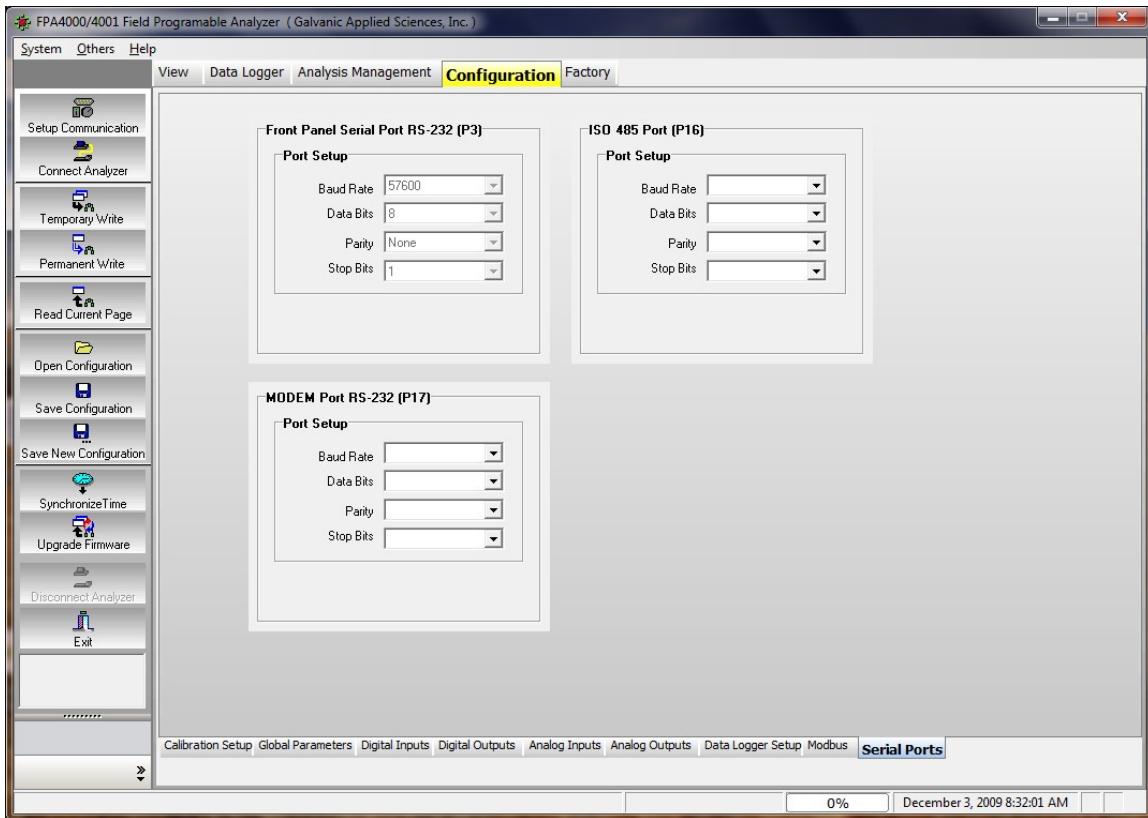 FPA4000/4001 Field Programable Analyzer ( Galvanic Applied Sciences, Inc. )
System Others Help
View Data Logger Analysis Management Configuration Factory
Setup Communication
Connect Analyzer
Temporary Write
Permanent Write
Read Current Page
Open Configuration
Save Configuration
Save New Configuration
SynchronizeTime
Upgrade Firmware
Disconnect Analyzer
Exit
Front Panel Serial Port RS-232 (P3)
Port Setup
Baud Rate 57600
Data Bits 8
Parity None
Stop Bits 1
ISO 485 Port (P16)
Port Setup
Baud Rate
Data Bits
Parity
Stop Bits
MODEM Port RS-232 (P17)
Port Setup
Baud Rate
Data Bits
Parity
Stop Bits
Calibration Setup Global Parameters Digital Inputs Digital Outputs Analog Inputs Analog Outputs Data Logger Setup Modbus Serial Ports
0% December 3, 2009 8:32:01 AM